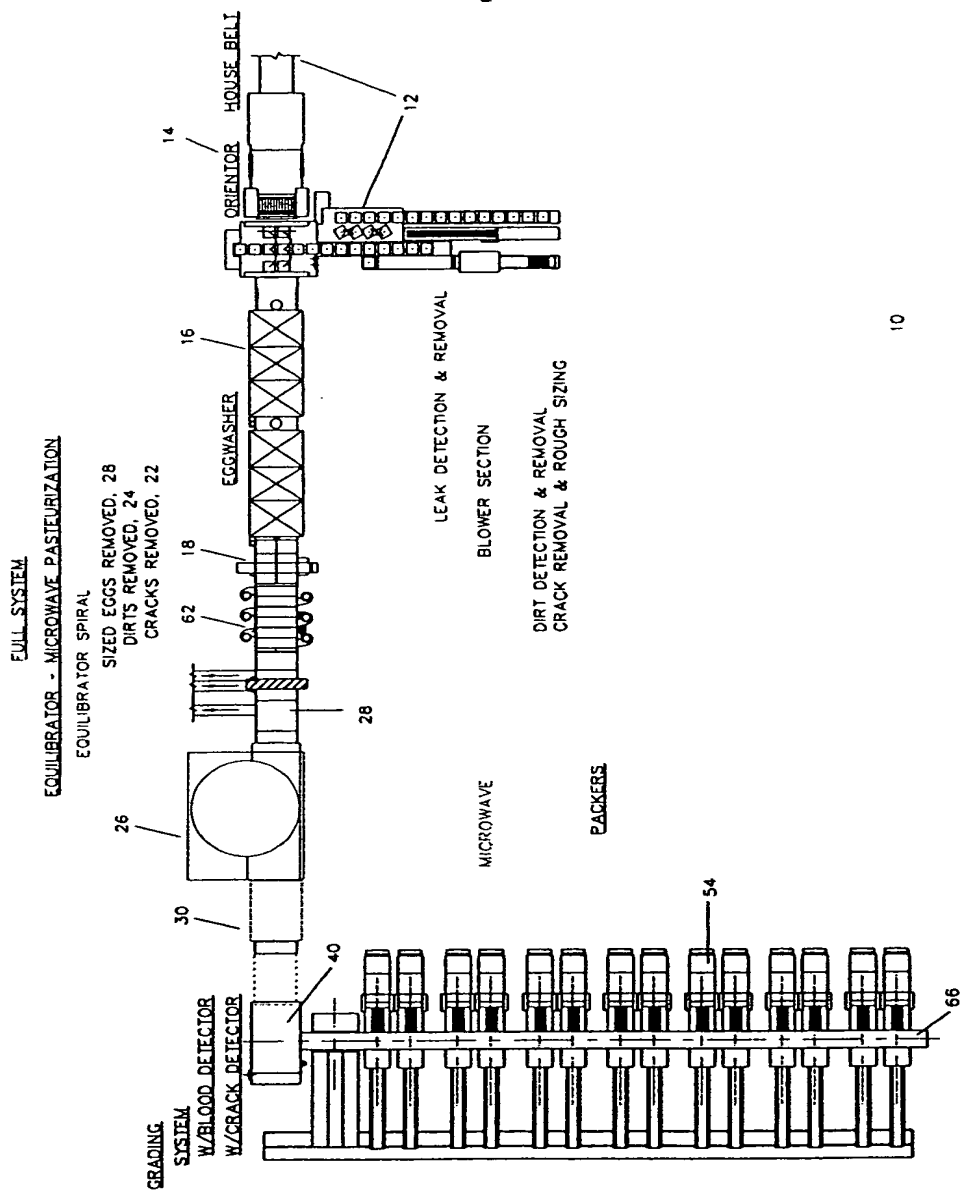 FULL SYSTEM
EQUILIBRATOR - MICROWAVE PASTEURIZATION
EQUILIBRATOR SPIRAL
SIZED EGGS REMOVED, 28
DIRTS REMOVED, 24
CRACKS REMOVED, 22
GRADING
SYSTEM
W/BLOOD DETECTOR
W/CRACK DETECTOR
40
30
26
28
62
18
EGGWASHER
16
ORIENTOR
14
HOUSE BELT
12
LEAK DETECTION & REMOVAL
BLOWER SECTION
DIRT DETECTION & REMOVAL
CRACK REMOVAL & ROUGH SIZING
MICROWAVE
PACKERS
54
66
10